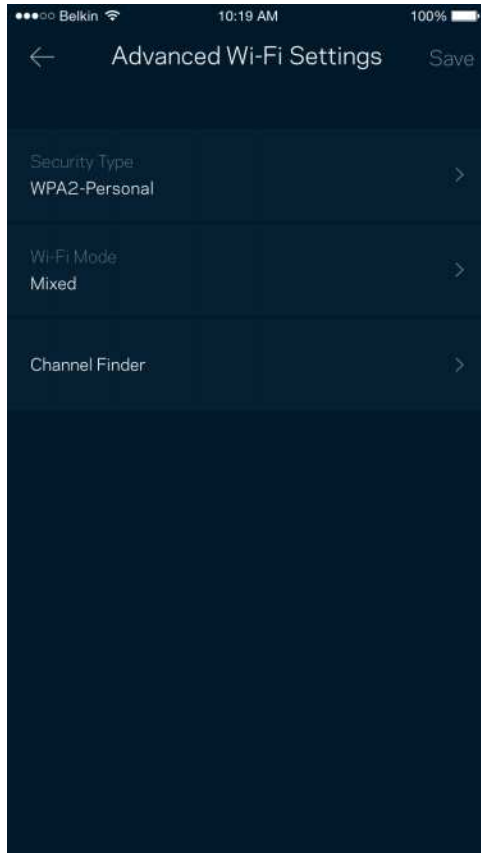 Belkin 10:19 AM 100%
Advanced Wi-Fi Settings Save
Security Type
WPA2-Personal
Wi-Fi Mode
Mixed
Channel Finder